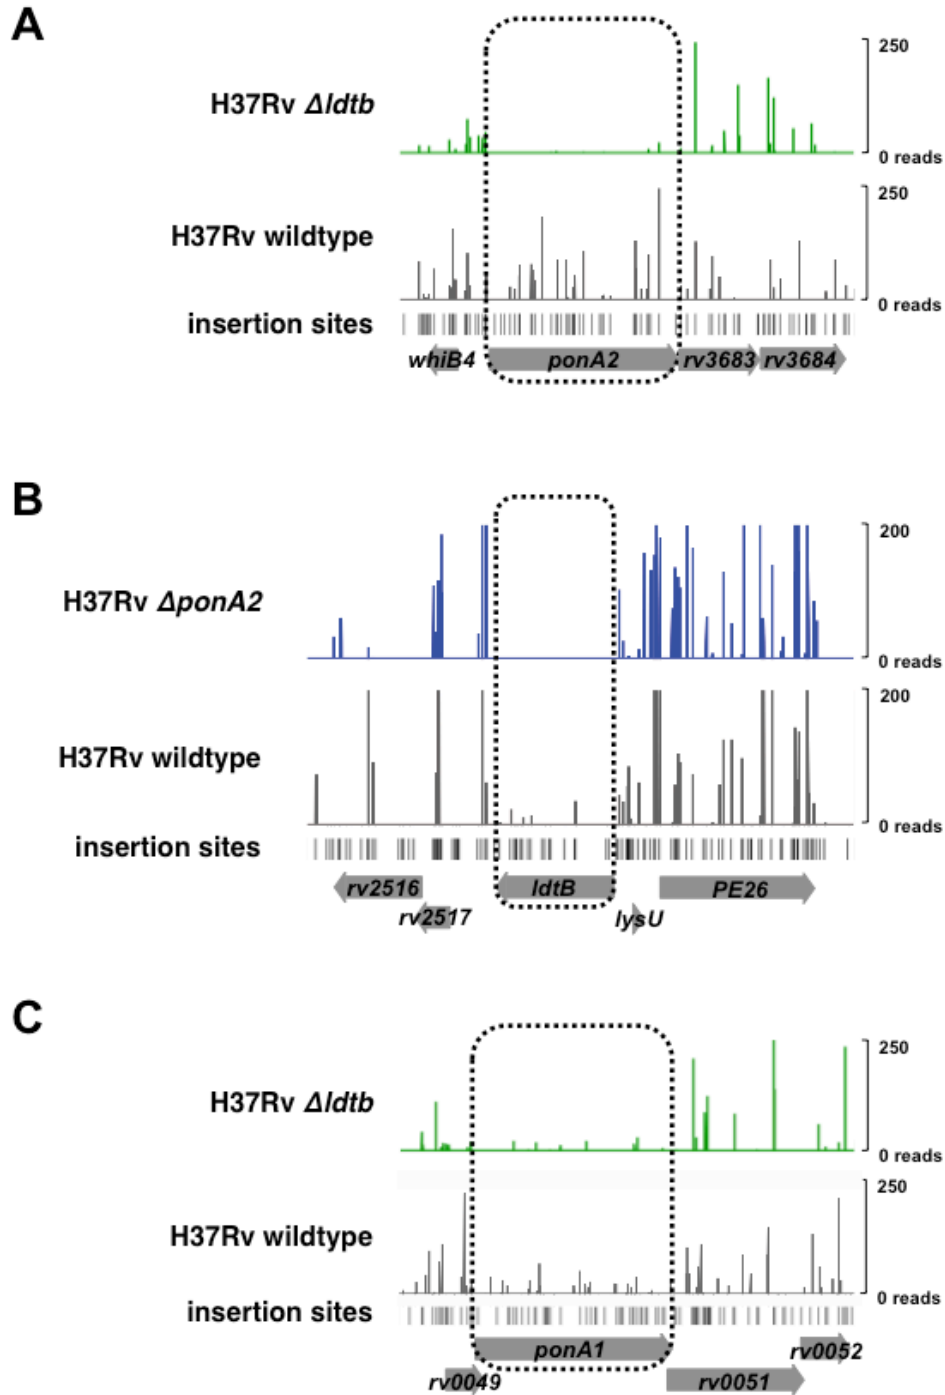 A
H37Rv Δldtb
250
0 reads
H37Rv wildtype
250
0 reads
insertion sites
whiB4 ponA2 rv3683 rv3684
B
H37Rv ΔponA2
200
0 reads
H37Rv wildtype
200
0 reads
insertion sites
rv2516 ldtB PE26
rv2517 lysU
C
H37Rv Δldtb
250
0 reads
H37Rv wildtype
250
0 reads
insertion sites
ponA1 rv0052
rv0049 rv0051